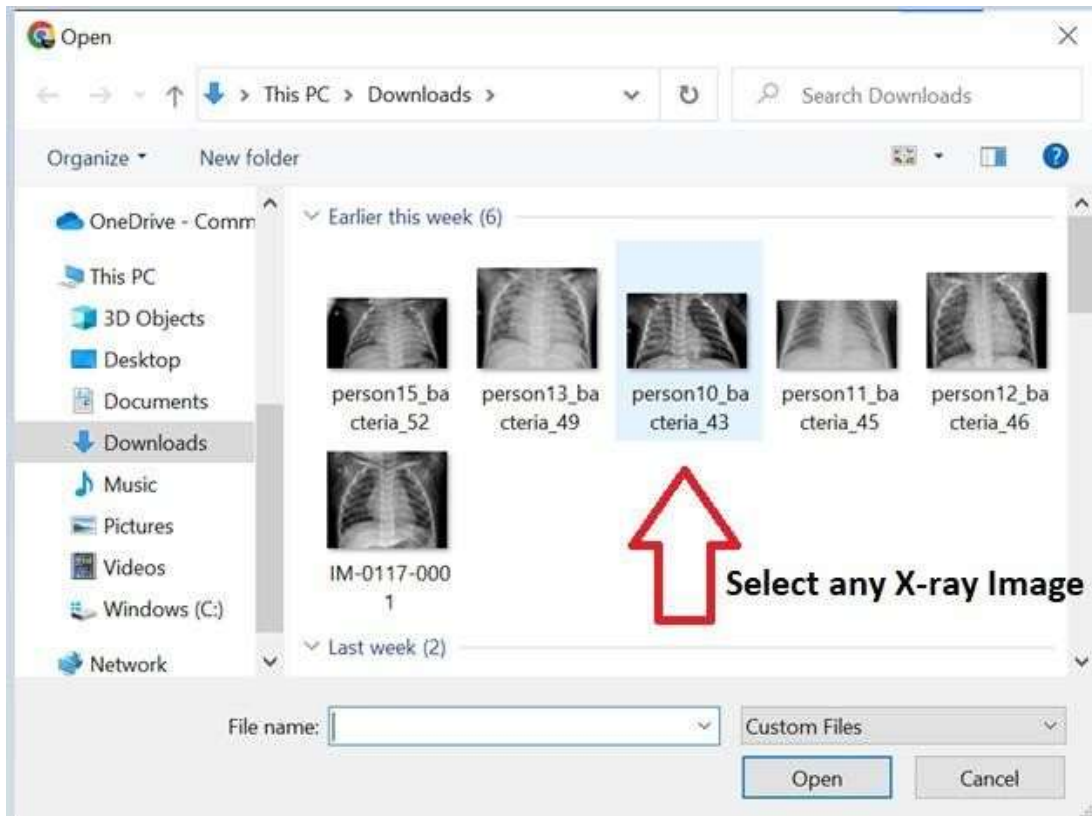 Open
This PC > Downloads >
Search Downloads
Organize
New folder
?
OneDrive - Comm
This PC
3D Objects
Desktop
Documents
Downloads
Music
Pictures
Videos
Windows (C:)
Network
Earlier this week (6)
person15_ba
cteria_52
person13_ba
cteria_49
person10_ba
cteria_43
person11_ba
cteria_45
person12_ba
cteria_46
IM-0117-000
1
Select any X-ray Image
Last week (2)
File name:
Custom Files
Open
Cancel